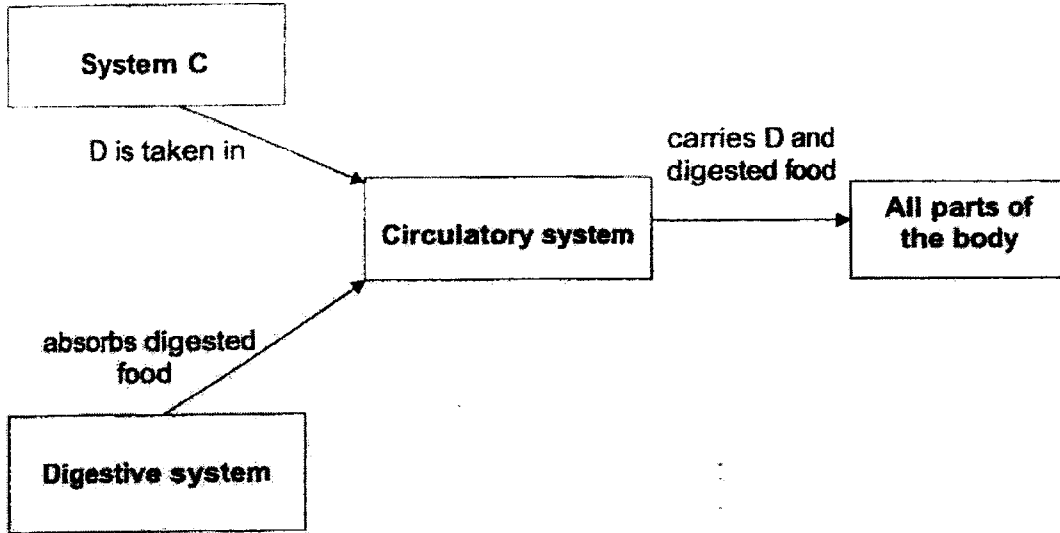 System C
D is taken in
carries D and
digested food
Circulatory system
All parts of
the body
absorbs digested
food
Digestive system